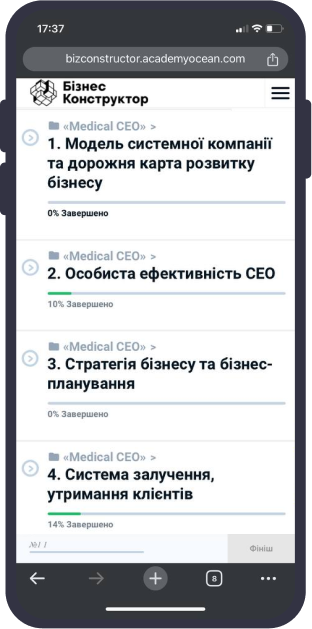 17:37
bizconstructor.academyocean.com
Бізнес
Конструктор
«Medical CEO» >
1. Модель системної компанії
та дорожня карта розвитку
бізнесу
0% Завершено
«Medical CEO» >
2. Особиста ефективність CEO
10% Завершено
«Medical CEO» >
3. Стратегія бізнесу та бізнес-
планування
0% Завершено
«Medical CEO» >
4. Система залучення,
утримання клієнтів
14% Завершено
Фініш
8